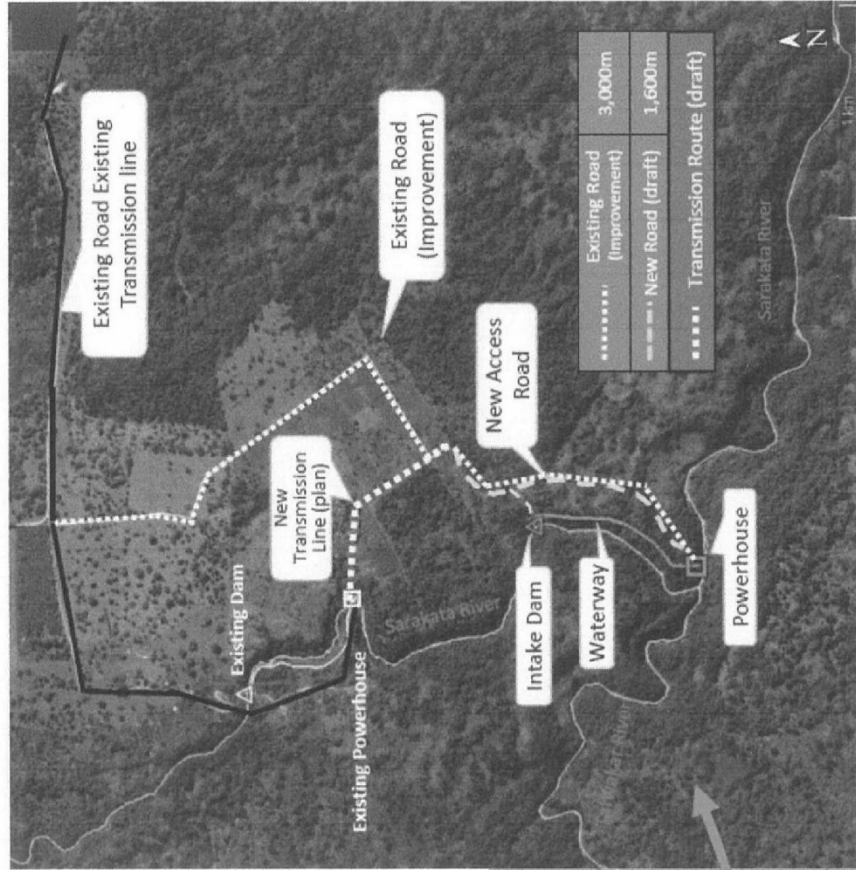 Existing Road Existing
Transmission line
Existing Road
(Improvement)
New
Transmission
Line (plan)
Existing Dam
Existing Powerhouse
Sarakata River
New Access
Road
Intake Dam
Waterway
Powerhouse
Sarakata River
Existing Road
(Improvement)
3,000m
New Road (draft)
1,600m
Transmission Route (draft)
N
1 km